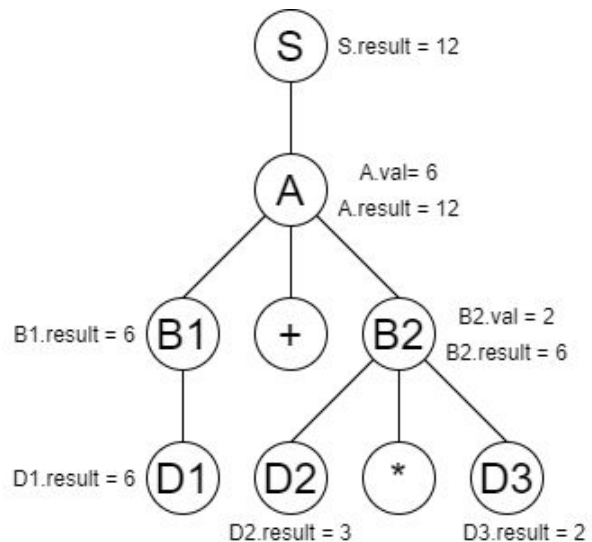 S
S.result = 12
A.val= 6
A
A.result = 12
B1.result = 6
B1
+
B2
B2.val = 2
B2.result = 6
D1.result = 6
D1
D2
*
D3
D2.result = 3
D3.result = 2